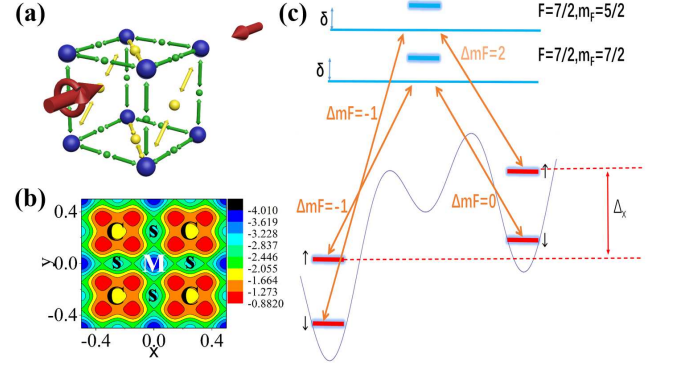 (a)
(b)
0.4
y
-0.0
-0.4
C
s
C
s
M
s
C
s
C
-0.4
0.0
0.4
x
-4.010
-3.619
-3.228
-2.837
-2.446
-2.055
-1.664
-1.273
-0.8820
(c)
F=7/2,mF=5/2
δ
ΔmF=2
F=7/2,mF=7/2
δ
ΔmF=-1
ΔmF=-1
ΔmF=0
↑
Δx
↓
↑
↓